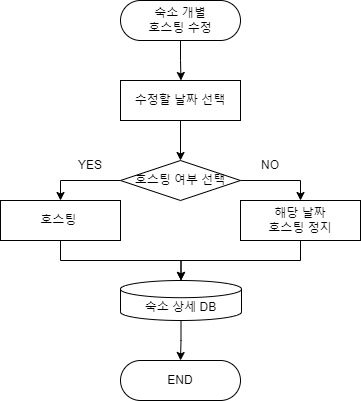 숙소 개별
호스팅 수정
수정할 날짜 선택
YES
호스팅 여부 선택
NO
호스팅
해당 날짜
호스팅 정지
숙소 상세 DB
END